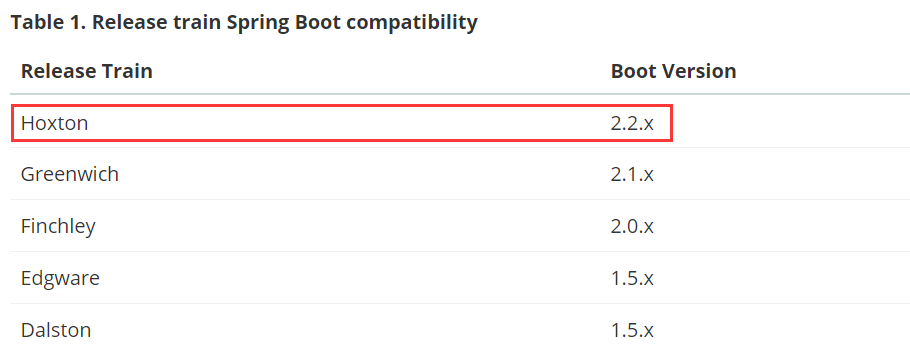 Table 1. Release train Spring Boot compatibility
Release Train Boot Version
Hoxton 2.2.x
Greenwich 2.1.x
Finchley 2.0.x
Edgware 1.5.x
Dalston 1.5.x